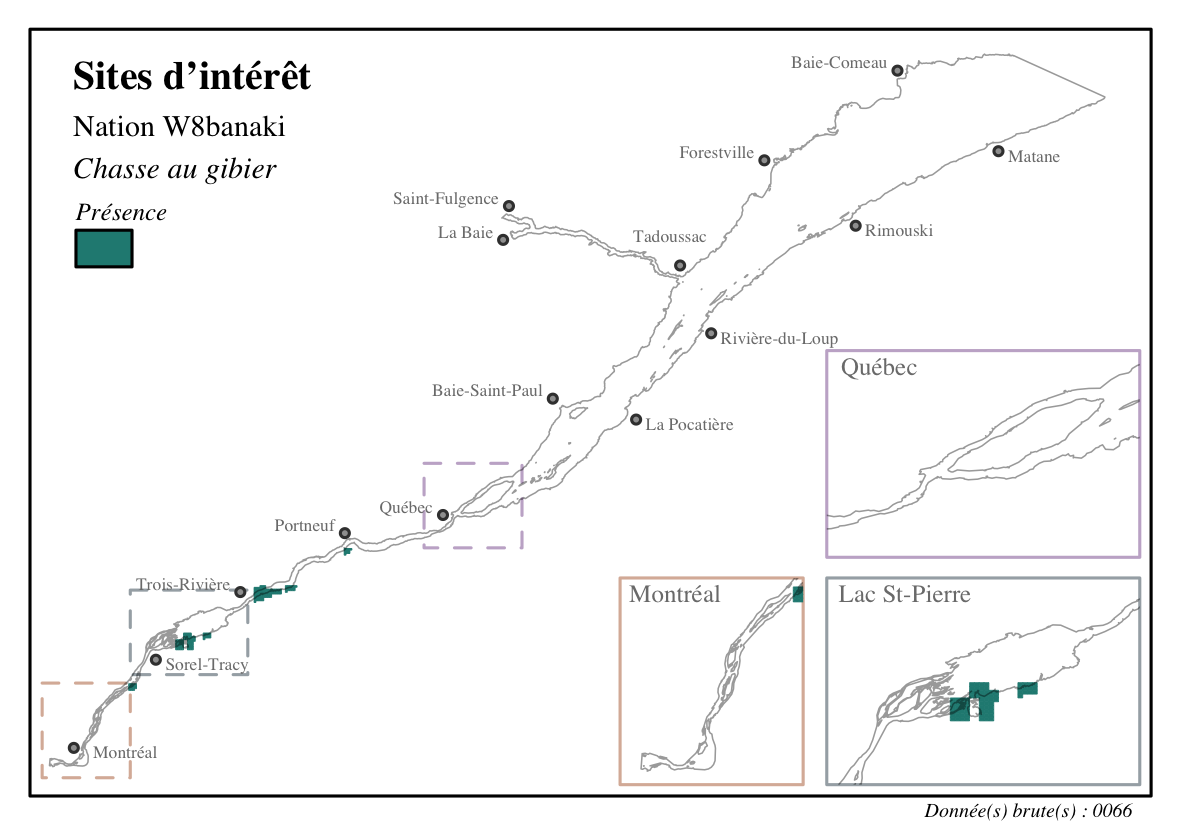 Sites d’intérêt
Nation W8banaki
Chasse au gibier
Présence
Baie-Comeau
Forestville
Matane
Saint-Fulgence
La Baie
Tadoussac
Rimouski
Rivière-du-Loup
Baie-Saint-Paul
La Pocatière
Québec
Portneuf
Trois-Rivière
Sorel-Tracy
Montréal
Québec
Montréal
Lac St-Pierre
Donnée(s) brute(s) : 0066